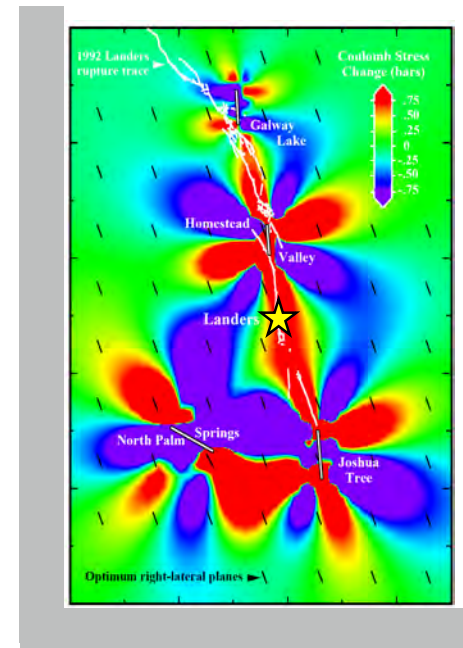 1992 Landers
rupture trace
Coulomb Stress
Change (bars)
.75
.50
.25
0
-.25
-.50
-.75
Galway
Lake
Homestead
Valley
Landers
North Palm
Springs
Joshua
Tree
Optimum right-lateral planes